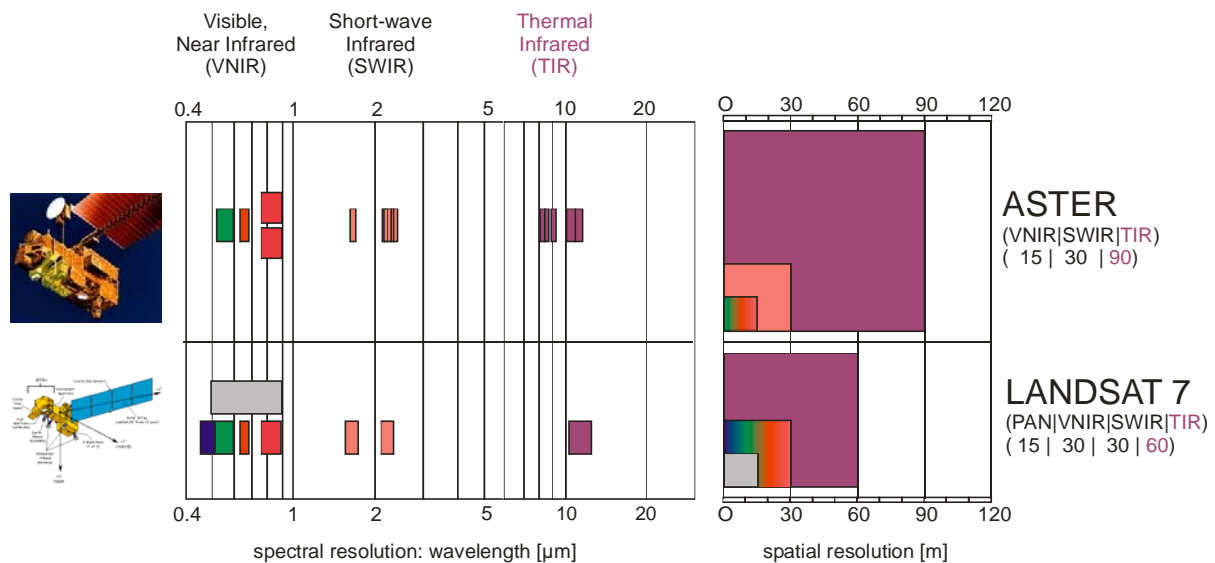 Visible,
Near Infrared
(VNIR)
Short-wave
Infrared
(SWIR)
Thermal
Infrared
(TIR)
0.4 1 2 5 10 20
O 30 60 90 120
ASTER
(VNIR|SWIR|TIR)
( 15 | 30 | 90)
LANDSAT 7
(PAN|VNIR|SWIR|TIR)
( 15 | 30 | 30 | 60)
0.4 1 2 5 10 20
O 30 60 90 120
spectral resolution: wavelength [µm]
spatial resolution [m]